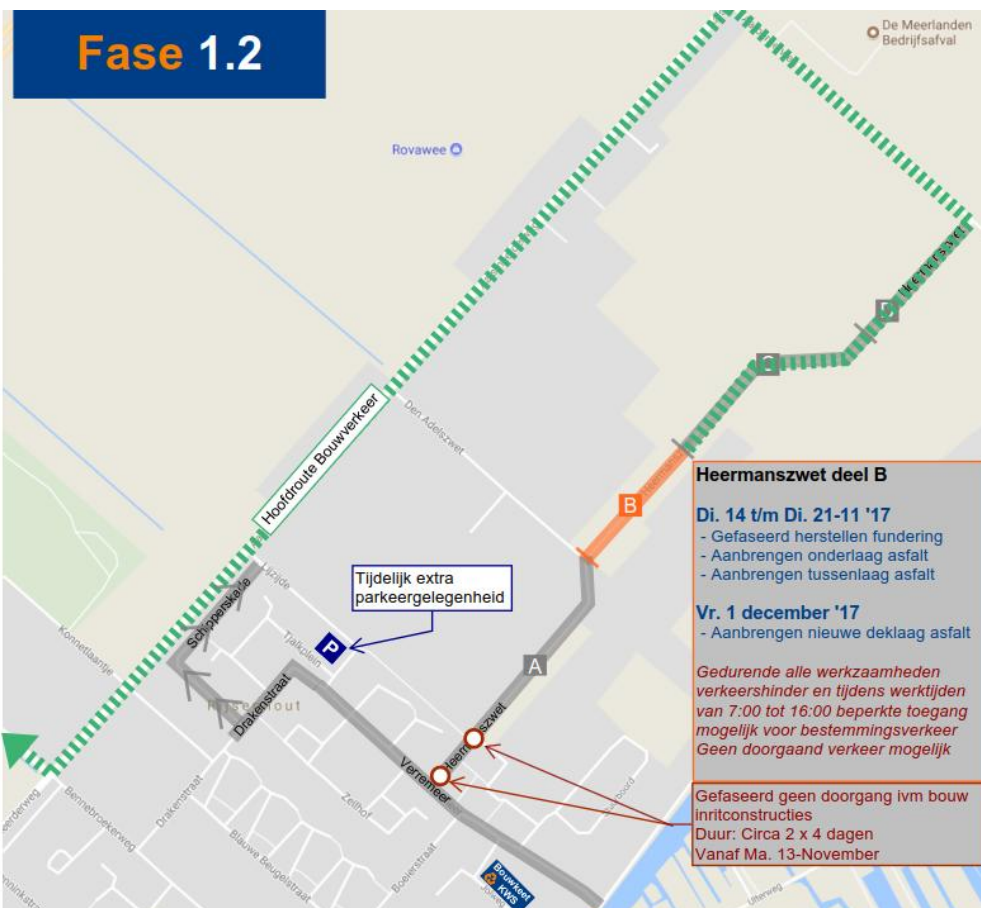 Fase 1.2
De Meerlanden
Bedrijfsafval
Rovawee
Hoofdroute Bouwverkeer
Den Adelszwet
D
C
B
A
Heermanszwet deel B
Di. 14 t/m Di. 21-11 '17
- Gefaseerd herstellen fundering
- Aanbrengen onderlaag asfalt
- Aanbrengen tussenlaag asfalt
Vr. 1 december '17
- Aanbrengen nieuwe deklaag asfalt
Gedurende alle werkzaamheden
verkeershinder en tijdens werktijden
van 7:00 tot 16:00 beperkte toegang
mogelijk voor bestemmingsverkeer
Geen doorgaand verkeer mogelijk
Gefaseerd geen doorgang ivm bouw
inritconstructies
Duur: Circa 2 x 4 dagen
Vanaf Ma. 13-November
Tijdelijk extra
parkeergelegenheid
P
Lijzijde
Tjalkplein
Schipperskade
Konnetlaantje
Drakenstraat
Heermanszwet
Verremeer
Zeilhof
Drakenstraat
Bennebroekerweg
Blauwe Beugelstraat
Boeierstraat
Bouwkeet
KWS
Uiterweg